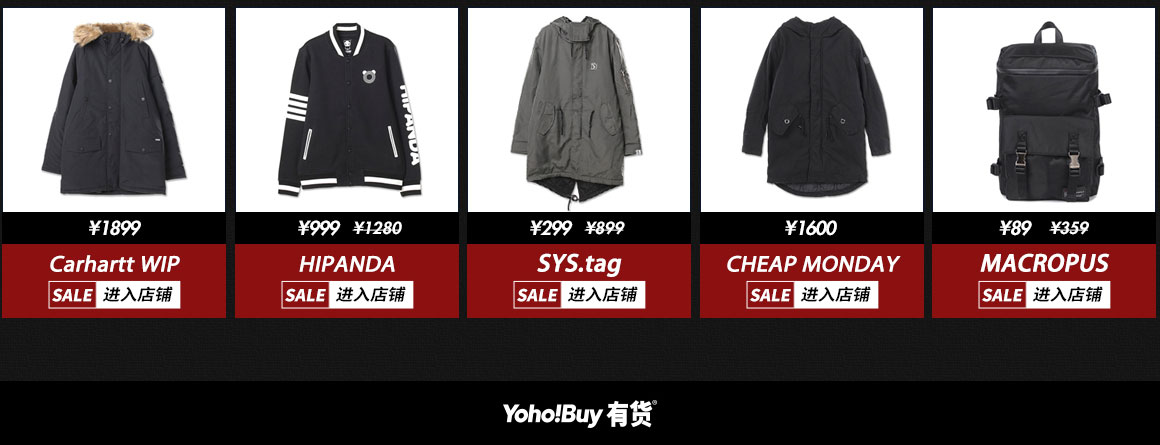 HIPANDA
¥1899
¥999 ¥1280
¥299 ¥899
¥1600
¥89 ¥359
Carhartt WIP
HIPANDA
SYS.tag
CHEAP MONDAY
MACROPUS
SALE 进入店铺
SALE 进入店铺
SALE 进入店铺
SALE 进入店铺
SALE 进入店铺
Yoho!Buy 有货®